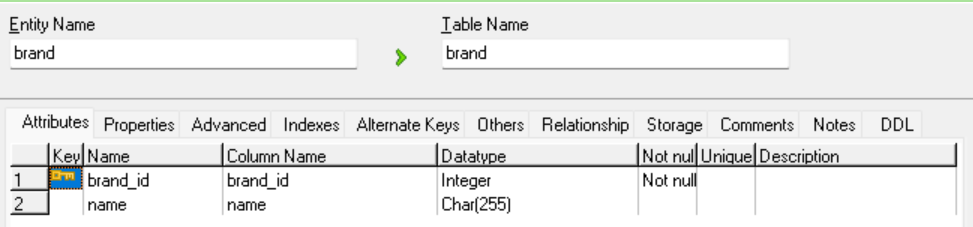 Entity Name Table Name
brand brand
Attributes Properties Advanced Indexes Alternate Keys Others Relationship Storage Comments Notes DDL
Key Name Column Name Datatype Not nul Unique Description
1 brand_id brand_id Integer Not null
2 name name Char(255)